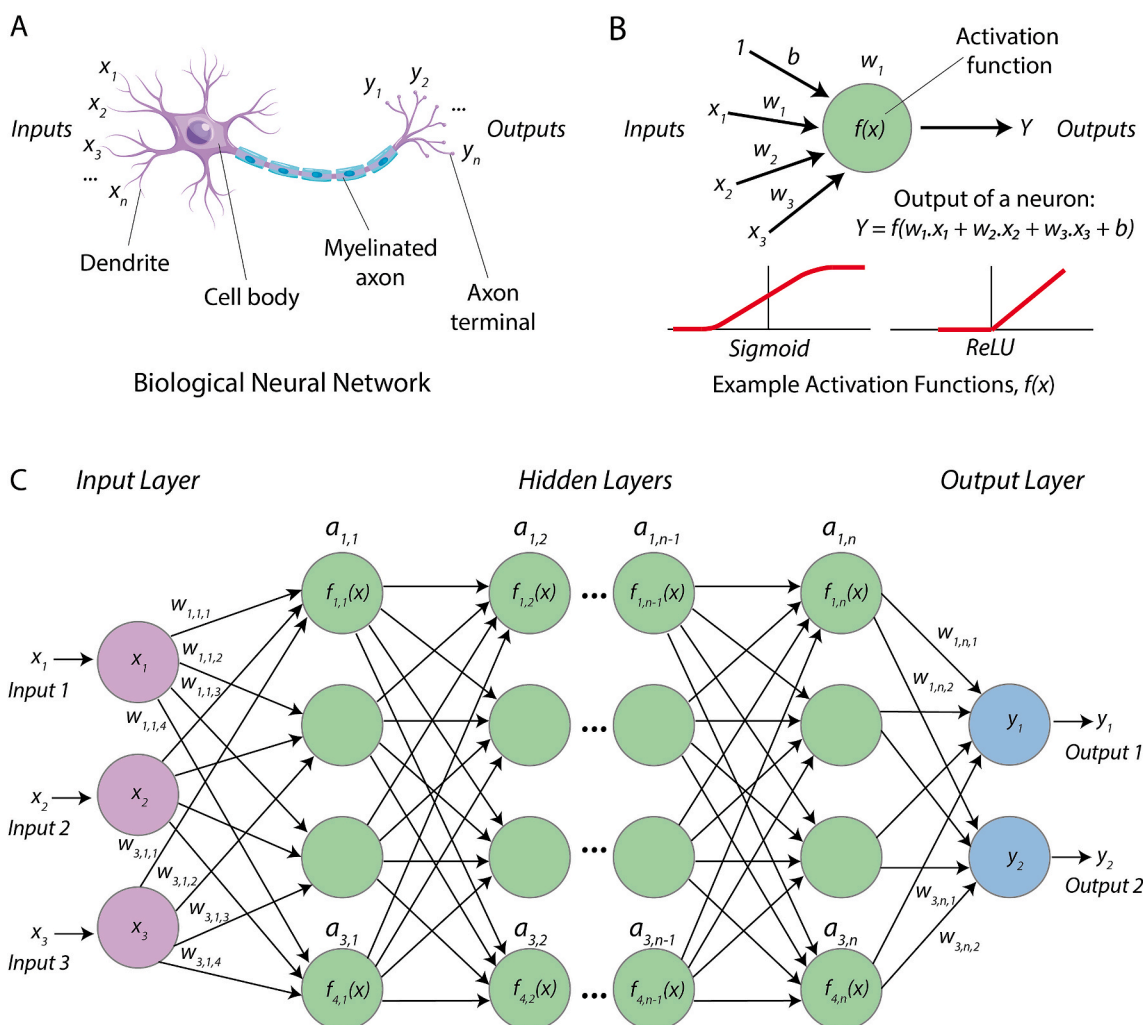 A
x1
x2
Inputs
x3
...
xn
y1
y2
...
Outputs
yn
Dendrite
Cell body
Myelinated
axon
Axon
terminal
Biological Neural Network
B
1
b
w1
Activation
function
Inputs
x1
w1
f(x)
Y
Outputs
w2
x2
w3
x3
Output of a neuron:
Y = f(w1.x1 + w2.x2 + w3.x3 + b)
Sigmoid
ReLU
Example Activation Functions, f(x)
C
Input Layer
Hidden Layers
Output Layer
a1,1
a1,2
a1,n-1
a1,n
f1,1(x)
f1,2(x)
...
f1,n-1(x)
f1,n(x)
w1,1,1
w1,1,2
w1,1,3
w1,1,4
x1
Input 1
x1
...
w1,n,1
w1,n,2
y1
y1
Output 1
x2
Input 2
x2
...
w3,1,1
w3,1,2
w3,1,3
w3,1,4
y2
y2
Output 2
w3,n,1
w3,n,2
x3
Input 3
x3
a3,1
a3,2
a3,n-1
a3,n
f4,1(x)
f4,2(x)
...
f4,n-1(x)
f4,n(x)